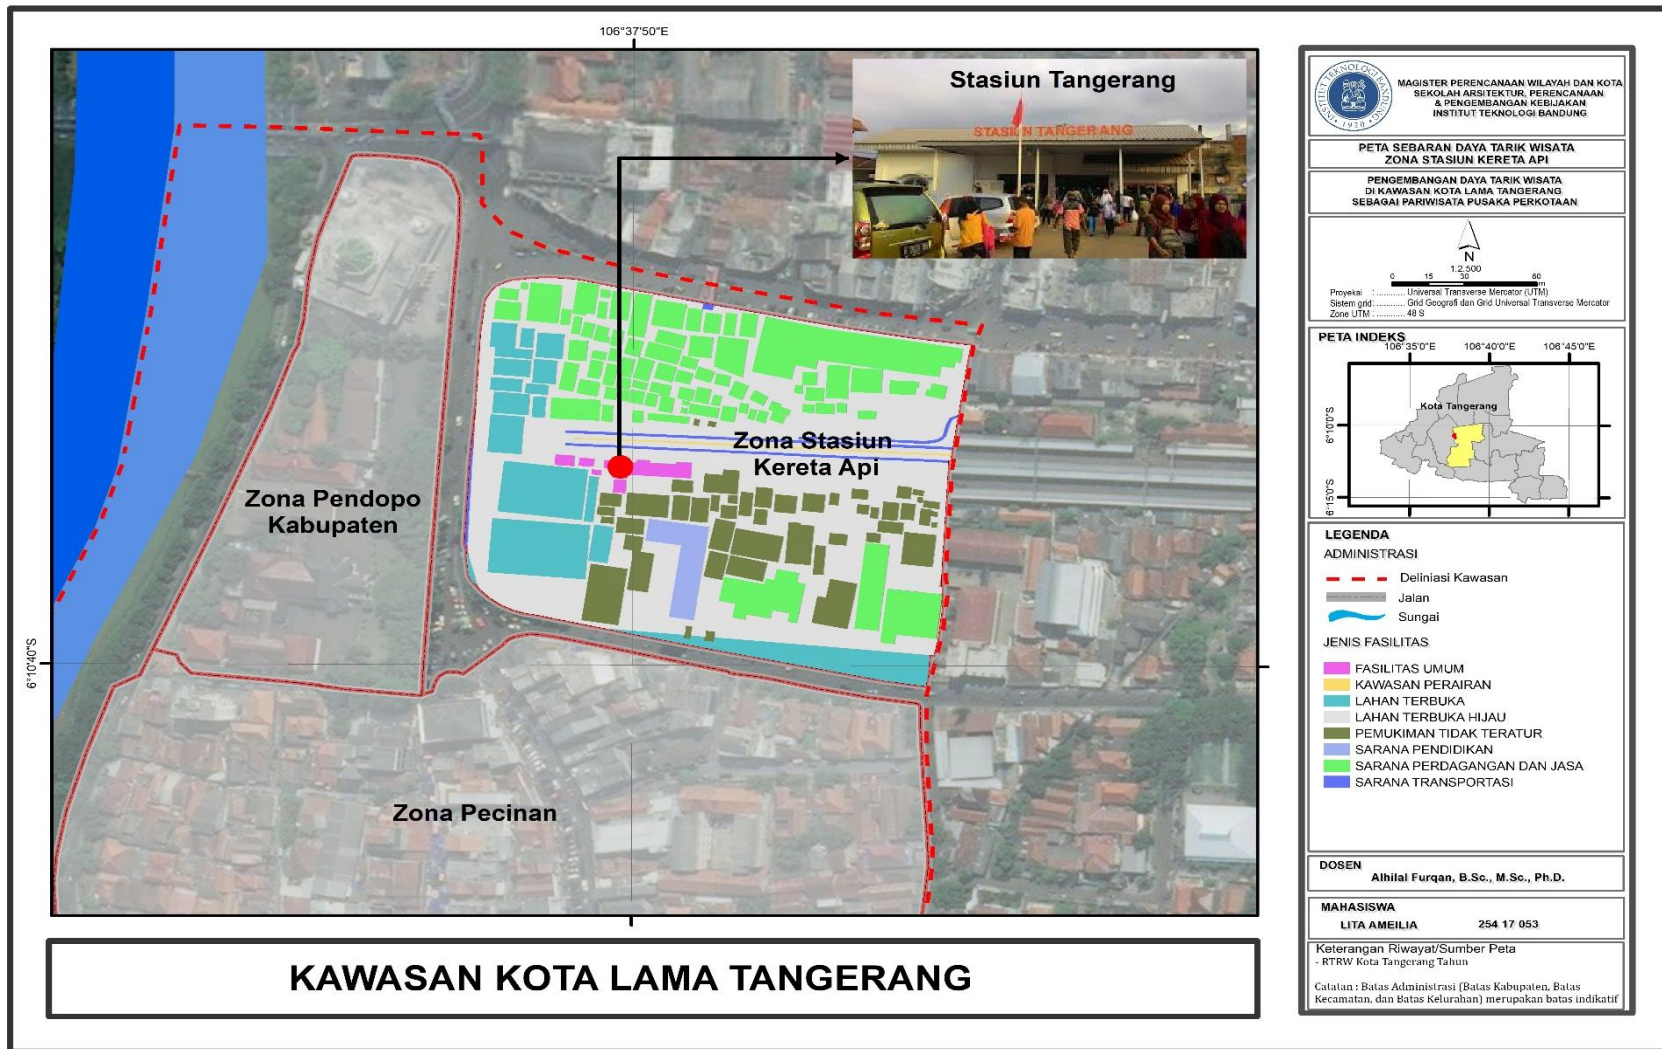 106°37'50"E
6°10'40"S
Stasiun Tangerang
STASIUN TANGERANG
Zona Stasiun
Kereta Api
Zona Pendopo
Kabupaten
Zona Pecinan
KAWASAN KOTA LAMA TANGERANG
INSTITUT TEKNOLOGI BANDUNG
1920
MAGISTER PERENCANAAN WILAYAH DAN KOTA
SEKOLAH ARSITEKTUR, PERENCANAAN
& PENGEMBANGAN KEBIJAKAN
INSTITUT TEKNOLOGI BANDUNG
PETA SEBARAN DAYA TARIK WISATA
ZONA STASIUN KERETA API
PENGEMBANGAN DAYA TARIK WISATA
DI KAWASAN KOTA LAMA TANGERANG
SEBAGAI PARIWISATA PUSAKA PERKOTAAN
N
1:2.500
0 15 30 60
m
Proyeksi : ........... Universal Transverse Mercator (UTM)
Sistem grid: ........... Grid Geografi dan Grid Universal Transverse Mercator
Zone UTM : ........... 48 S
PETA INDEKS
106°35'0"E 106°40'0"E 106°45'0"E
6°10'0"S
6°15'0"S
Kota Tangerang
LEGENDA
ADMINISTRASI
Deliniasi Kawasan
Jalan
Sungai
JENIS FASILITAS
FASILITAS UMUM
KAWASAN PERAIRAN
LAHAN TERBUKA
LAHAN TERBUKA HIJAU
PEMUKIMAN TIDAK TERATUR
SARANA PENDIDIKAN
SARANA PERDAGANGAN DAN JASA
SARANA TRANSPORTASI
DOSEN
Alhilal Furqan, B.Sc., M.Sc., Ph.D.
MAHASISWA
LITA AMEILIA 254 17 053
Keterangan Riwayat/Sumber Peta
- RTRW Kota Tangerang Tahun
Catatan : Batas Administrasi (Batas Kabupaten, Batas
Kecamatan, dan Batas Kelurahan) merupakan batas indikatif